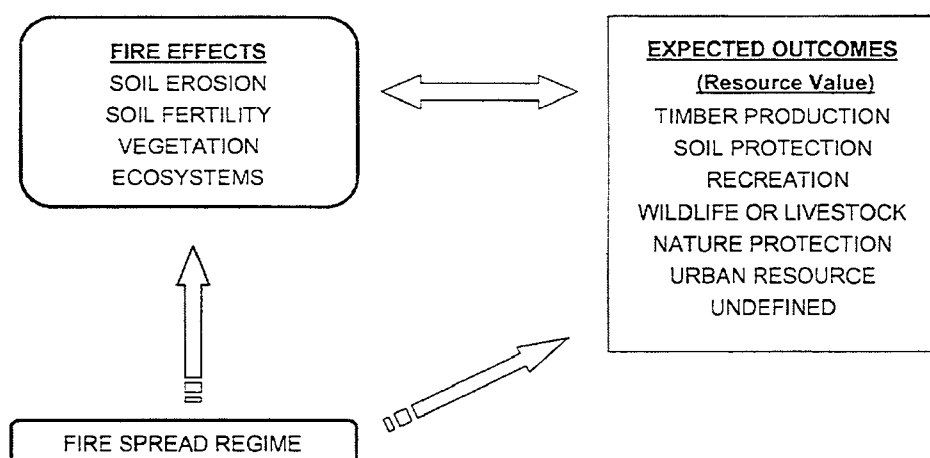 FIRE EFFECTS
SOIL EROSION
SOIL FERTILITY
VEGETATION
ECOSYSTEMS
EXPECTED OUTCOMES
(Resource Value)
TIMBER PRODUCTION
SOIL PROTECTION
RECREATION
WILDLIFE OR LIVESTOCK
NATURE PROTECTION
URBAN RESOURCE
UNDEFINED
FIRE SPREAD REGIME